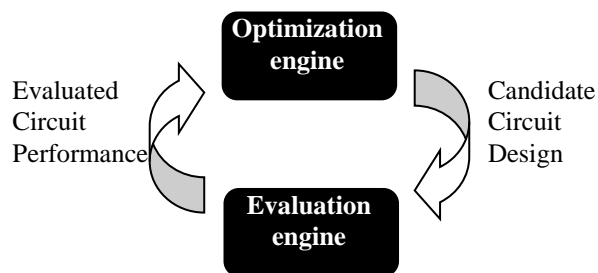 Optimization
engine
Evaluated
Circuit
Performance
Candidate
Circuit
Design
Evaluation
engine